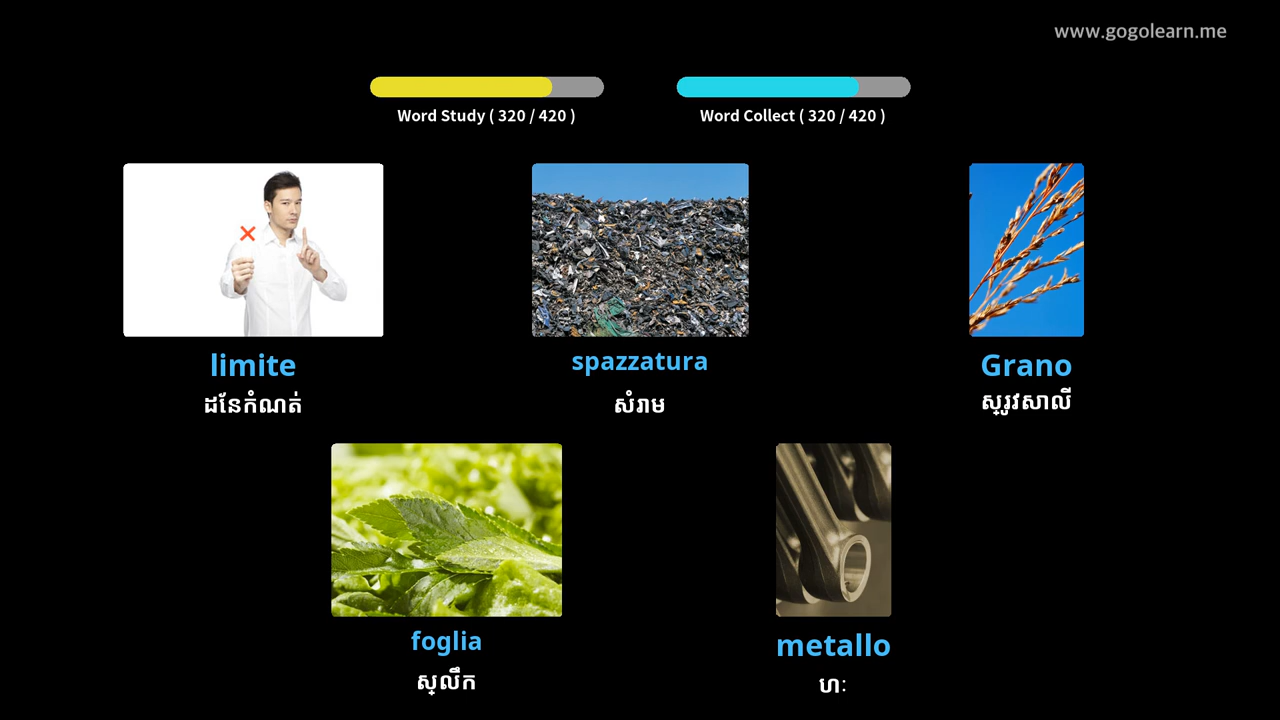 www.gogolearn.me
Word Study ( 320 / 420 )
Word Collect ( 320 / 420 )
limite
ដនែកំណត់
spazzatura
សំរាម
Grano
ស្រូវសាលី
foglia
ស្លឹក
metallo
ហៈ